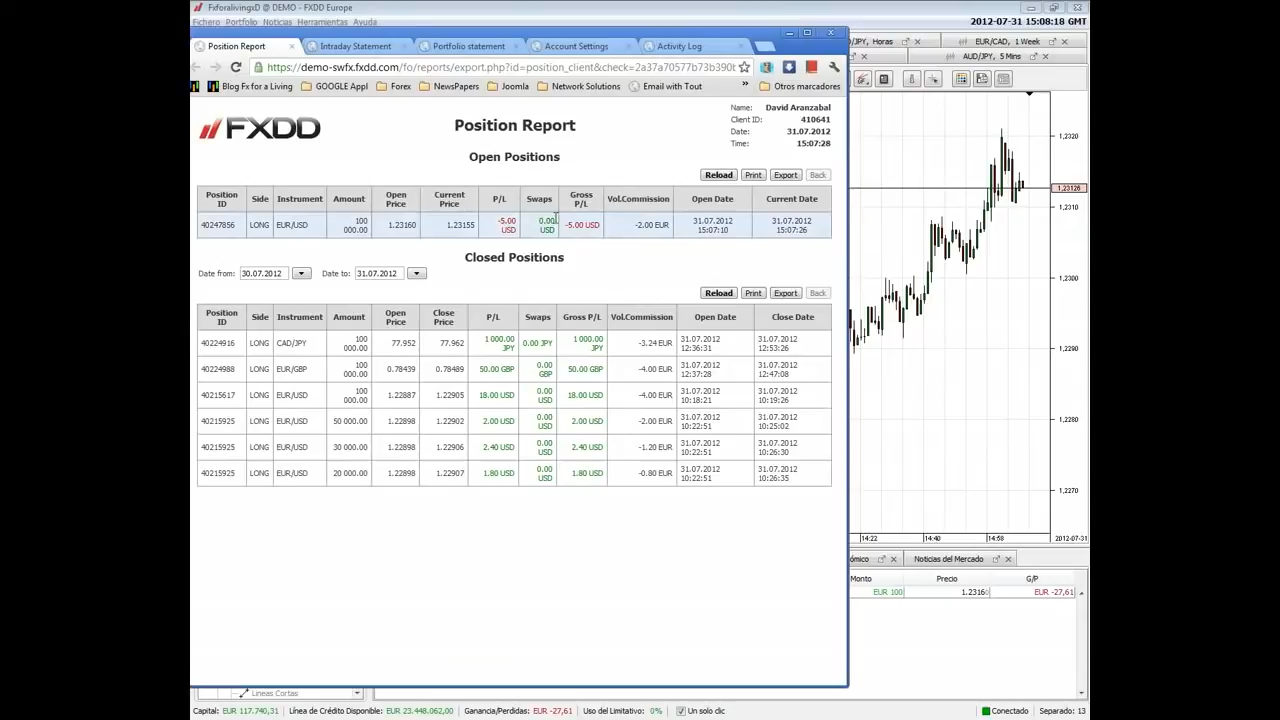 FxforalivingxD @ DEMO - FXDD Europe
Fichero Portfolio Noticias Herramientas Ayuda
2012-07-31 15:08:18 GMT
Position Report
Intraday Statement
Portfolio statement
Account Settings
Activity Log
/JPY, Horas
EUR/CAD, 1 Week
AUD/JPY, 5 Mins
Blog Fx for a Living
GOOGLE Appl
Forex
NewsPapers
Joomla
Network Solutions
Email with Tout
»
Otros marcadores
FXDD
Position Report
Name: David Aranzabal
Client ID: 410641
Date: 31.07.2012
Time: 15:07:28
Open Positions
Reload Print Export Back
Position ID Side Instrument Amount Open Price Current Price P/L Swaps Gross P/L Vol.Commission Open Date Current Date
40247856 LONG EUR/USD 100 000.00 1.23160 1.23155 -5.00 USD 0.00 USD -5.00 USD -2.00 EUR 31.07.2012 15:07:10 31.07.2012 15:07:26
Closed Positions
Date from: 30.07.2012 Date to: 31.07.2012
Reload Print Export Back
Position ID Side Instrument Amount Open Price Close Price P/L Swaps Gross P/L Vol.Commission Open Date Close Date
40224916 LONG CAD/JPY 100 000.00 77.952 77.962 1 000.00 JPY 0.00 JPY 1 000.00 JPY -3.24 EUR 31.07.2012 12:36:31 31.07.2012 12:53:26
40224988 LONG EUR/GBP 100 000.00 0.78439 0.78489 50.00 GBP 0.00 GBP 50.00 GBP -4.00 EUR 31.07.2012 12:37:28 31.07.2012 12:47:08
40215617 LONG EUR/USD 100 000.00 1.22887 1.22905 18.00 USD 0.00 USD 18.00 USD -4.00 EUR 31.07.2012 10:18:21 31.07.2012 10:19:26
40215925 LONG EUR/USD 50 000.00 1.22898 1.22902 2.00 USD 0.00 USD 2.00 USD -2.00 EUR 31.07.2012 10:22:51 31.07.2012 10:25:02
40215925 LONG EUR/USD 30 000.00 1.22898 1.22906 2.40 USD 0.00 USD 2.40 USD -1.20 EUR 31.07.2012 10:22:51 31.07.2012 10:26:30
40215925 LONG EUR/USD 20 000.00 1.22898 1.22907 1.80 USD 0.00 USD 1.80 USD -0.80 EUR 31.07.2012 10:22:51 31.07.2012 10:26:35
1,2320
1,23126
1,2310
1,2300
1,2290
1,2280
1,2270
14:22 14:40 14:58 2012-07-31
ómico
Noticias del Mercado
Monto Precio G/P
EUR 100 EUR -27,61
Lineas Cortas
Capital: EUR 117.740,31 Línea de Crédito Disponible: EUR 23.448.062,00 Ganancia/Perdidas: EUR -27,61 Uso del Limitativo: 0% Un solo clic Conectado Separado: 13